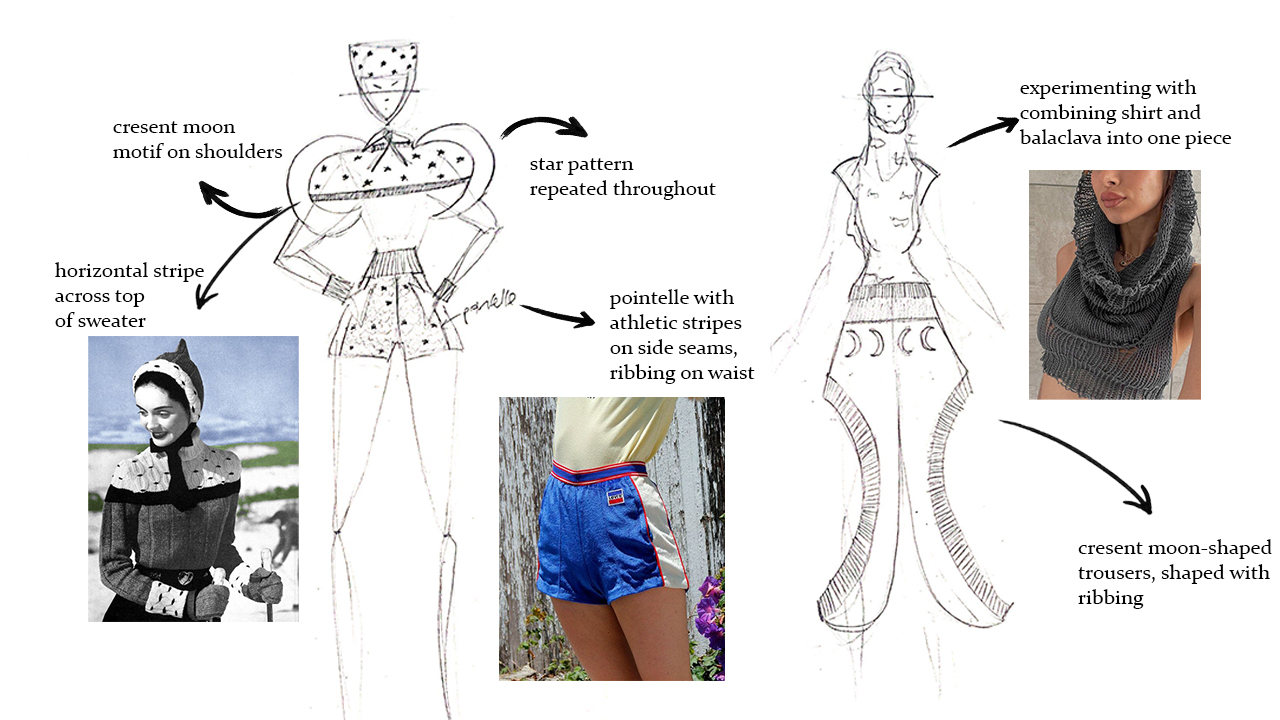 cresent moon
motif on shoulders
star pattern
repeated throughout
horizontal stripe
across top
of sweater
pointelle
pointelle with
athletic stripes
on side seams,
ribbing on waist
experimenting with
combining shirt and
balaclava into one piece
cresent moon-shaped
trousers, shaped with
ribbing